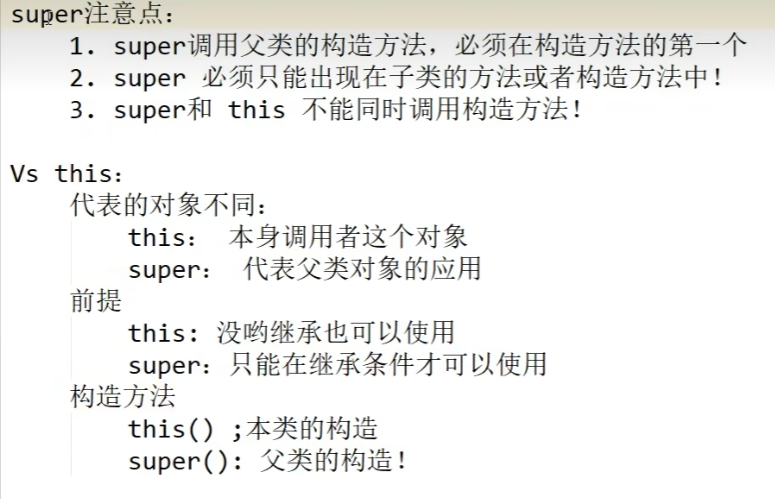 super注意点：
1. super调用父类的构造方法，必须在构造方法的第一个
2. super 必须只能出现在子类的方法或者构造方法中！
3. super和 this 不能同时调用构造方法！
Vs this：
代表的对象不同：
this： 本身调用者这个对象
super： 代表父类对象的应用
前提
this: 没哟继承也可以使用
super：只能在继承条件才可以使用
构造方法
this() ;本类的构造
super(): 父类的构造！